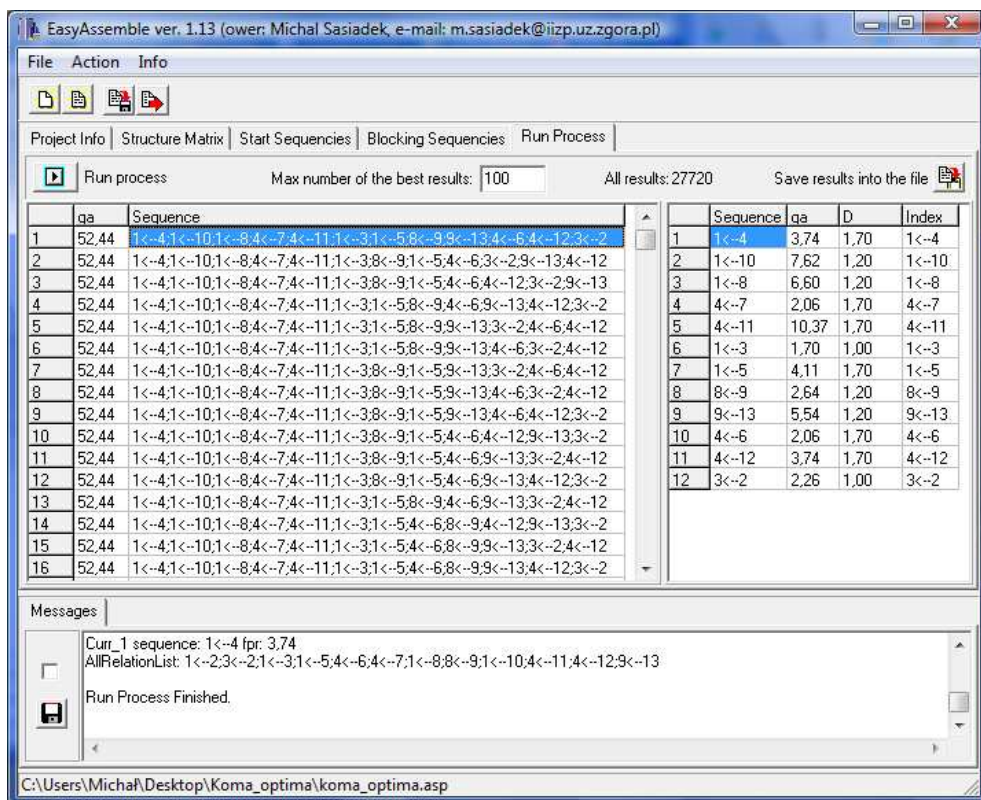 EasyAssemble ver. 1.13 (ower: Michal Sasiadek, e-mail: m.sasiadek@iizp.uz.zgora.pl)
File Action Info
Project Info Structure Matrix Start Sequencies Blocking Sequencies Run Process
Run process Max number of the best results: 100 All results: 27720 Save results into the file
qa Sequence
1 52,44 1<--4;1<--10;1<--8;4<--7;4<--11;1<--3;1<--5;8<--9;9<--13;4<--6;4<--12;3<--2
2 52,44 1<--4;1<--10;1<--8;4<--7;4<--11;1<--3;8<--9;1<--5;4<--6;3<--2;9<--13;4<--12
3 52,44 1<--4;1<--10;1<--8;4<--7;4<--11;1<--3;8<--9;1<--5;4<--6;4<--12;3<--2;9<--13
4 52,44 1<--4;1<--10;1<--8;4<--7;4<--11;1<--3;1<--5;8<--9;4<--6;9<--13;4<--12;3<--2
5 52,44 1<--4;1<--10;1<--8;4<--7;4<--11;1<--3;1<--5;8<--9;9<--13;3<--2;4<--6;4<--12
6 52,44 1<--4;1<--10;1<--8;4<--7;4<--11;1<--3;1<--5;8<--9;9<--13;4<--6;3<--2;4<--12
7 52,44 1<--4;1<--10;1<--8;4<--7;4<--11;1<--3;8<--9;1<--5;9<--13;3<--2;4<--6;4<--12
8 52,44 1<--4;1<--10;1<--8;4<--7;4<--11;1<--3;8<--9;1<--5;9<--13;4<--6;3<--2;4<--12
9 52,44 1<--4;1<--10;1<--8;4<--7;4<--11;1<--3;8<--9;1<--5;9<--13;4<--6;4<--12;3<--2
10 52,44 1<--4;1<--10;1<--8;4<--7;4<--11;1<--3;8<--9;1<--5;4<--6;4<--12;9<--13;3<--2
11 52,44 1<--4;1<--10;1<--8;4<--7;4<--11;1<--3;8<--9;1<--5;4<--6;9<--13;3<--2;4<--12
12 52,44 1<--4;1<--10;1<--8;4<--7;4<--11;1<--3;8<--9;1<--5;4<--6;9<--13;4<--12;3<--2
13 52,44 1<--4;1<--10;1<--8;4<--7;4<--11;1<--3;1<--5;8<--9;4<--6;9<--13;3<--2;4<--12
14 52,44 1<--4;1<--10;1<--8;4<--7;4<--11;1<--3;1<--5;4<--6;8<--9;4<--12;9<--13;3<--2
15 52,44 1<--4;1<--10;1<--8;4<--7;4<--11;1<--3;1<--5;4<--6;8<--9;9<--13;3<--2;4<--12
16 52,44 1<--4;1<--10;1<--8;4<--7;4<--11;1<--3;1<--5;4<--6;8<--9;9<--13;4<--12;3<--2
Sequence qa D Index
1 1<--4 3,74 1,70 1<--4
2 1<--10 7,62 1,20 1<--10
3 1<--8 6,60 1,20 1<--8
4 4<--7 2,06 1,70 4<--7
5 4<--11 10,37 1,70 4<--11
6 1<--3 1,70 1,00 1<--3
7 1<--5 4,11 1,70 1<--5
8 8<--9 2,64 1,20 8<--9
9 9<--13 5,54 1,20 9<--13
10 4<--6 2,06 1,70 4<--6
11 4<--12 3,74 1,70 4<--12
12 3<--2 2,26 1,00 3<--2
Messages
Curr_1 sequence: 1<--4 fpr: 3,74
AllRelationList: 1<--2;3<--2;1<--3;1<--5;4<--6;4<--7;1<--8;8<--9;1<--10;4<--11;4<--12;9<--13
Run Process Finished.
C:\Users\Michał\Desktop\Koma_optima\koma_optima.asp